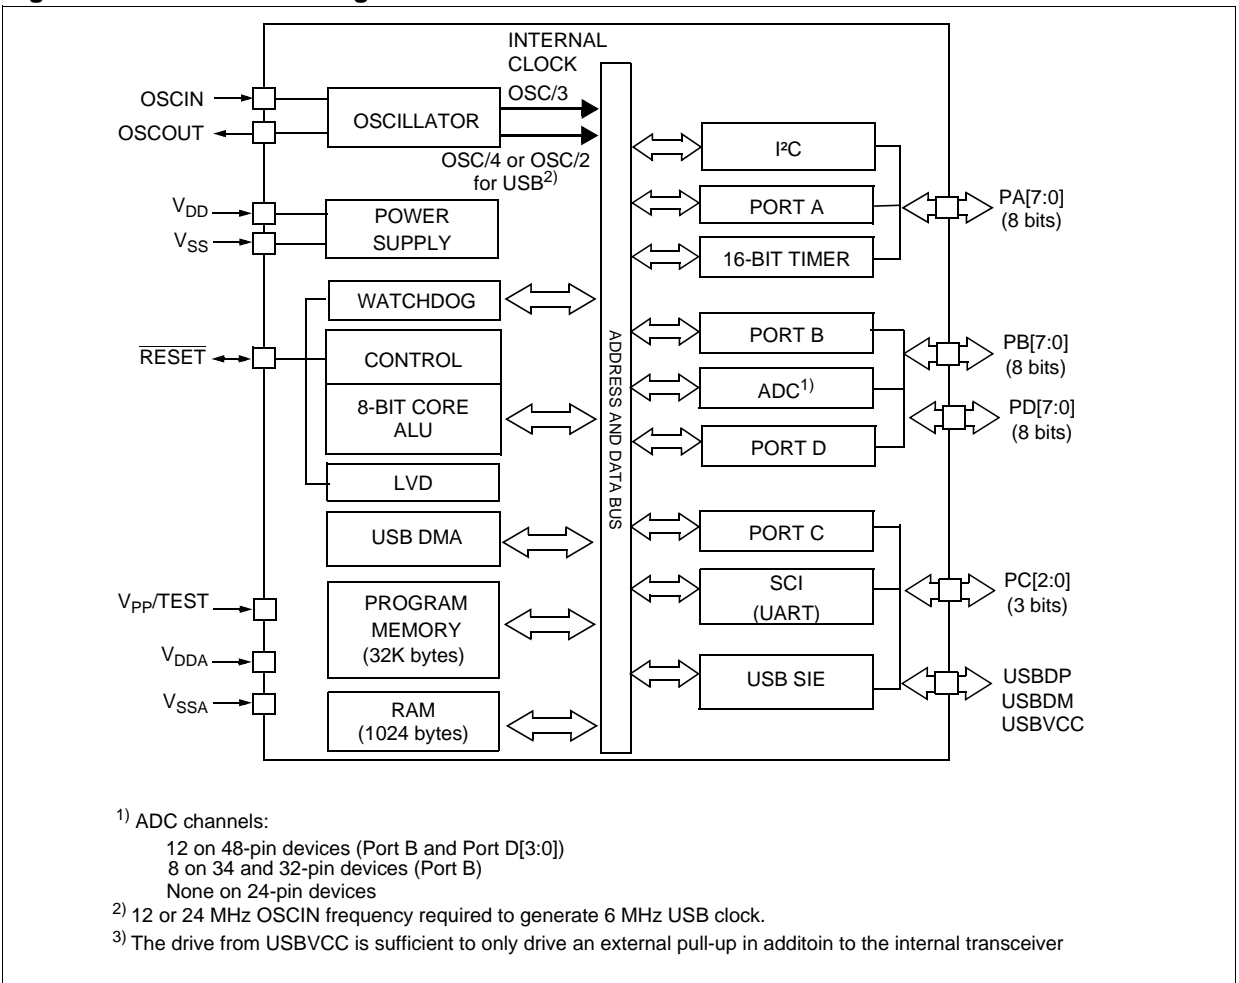 INTERNAL
CLOCK
OSC/3
OSCIN
OSCOUT
OSCILLATOR
OSC/4 or OSC/2
for USB2)
VDD
VSS
POWER
SUPPLY
WATCHDOG
RESET
CONTROL
8-BIT CORE
ALU
LVD
USB DMA
VPP/TEST
VDDA
VSSA
PROGRAM
MEMORY
(32K bytes)
RAM
(1024 bytes)
ADDRESS AND DATA BUS
I²C
PORT A
16-BIT TIMER
PA[7:0]
(8 bits)
PORT B
ADC1)
PORT D
PB[7:0]
(8 bits)
PD[7:0]
(8 bits)
PORT C
SCI
(UART)
USB SIE
PC[2:0]
(3 bits)
USBDP
USBDM
USBVCC
1) ADC channels:
12 on 48-pin devices (Port B and Port D[3:0])
8 on 34 and 32-pin devices (Port B)
None on 24-pin devices
2) 12 or 24 MHz OSCIN frequency required to generate 6 MHz USB clock.
3) The drive from USBVCC is sufficient to only drive an external pull-up in additoin to the internal transceiver